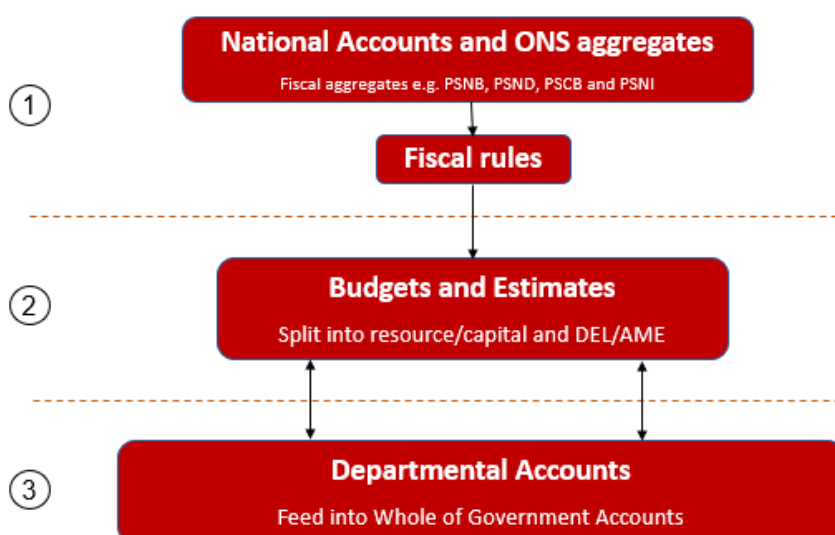 National Accounts and ONS aggregates
Fiscal aggregates e.g. PSNB, PSND, PSCB and PSNI
1
Fiscal rules
2
Budgets and Estimates
Split into resource/capital and DEL/AME
3
Departmental Accounts
Feed into Whole of Government Accounts